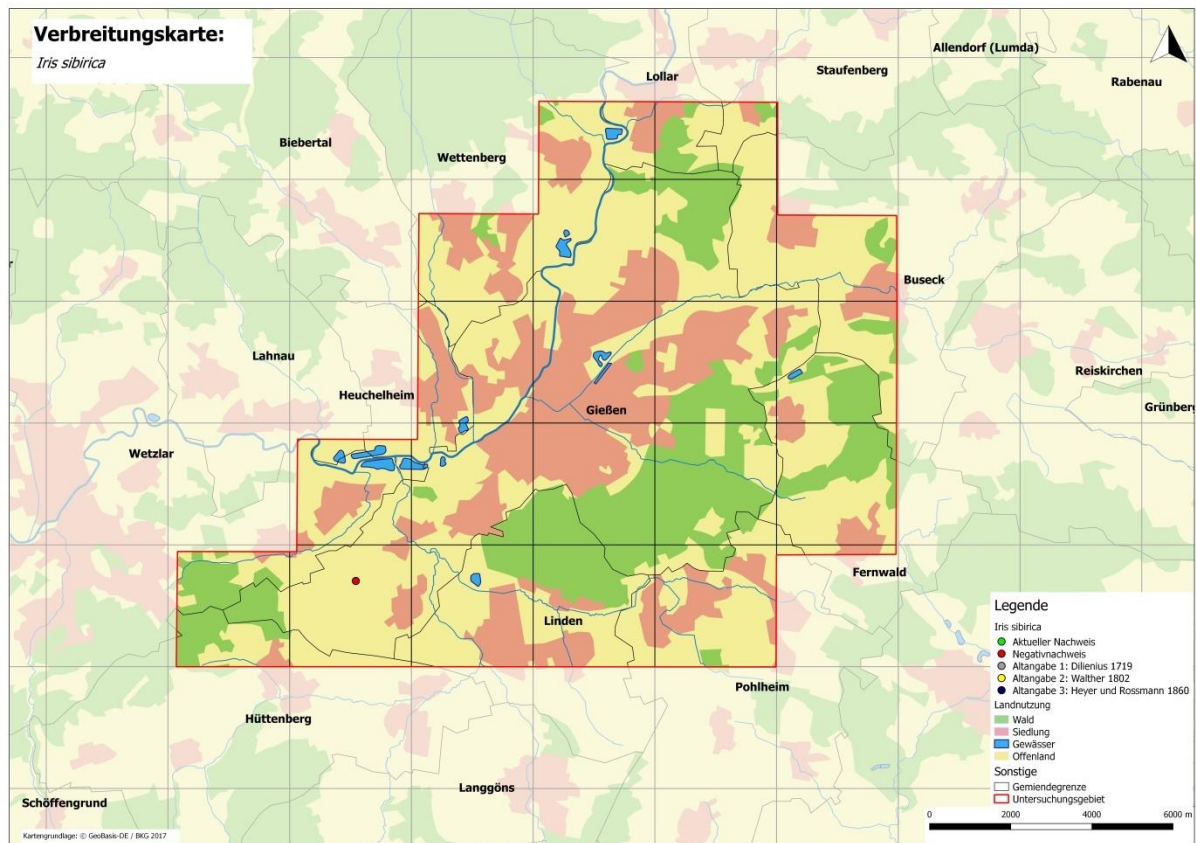 Verbreitungskarte:
Iris sibirica
Allendorf (Lumda)
Lollar
Staufenberg
Rabenau
Biebertal
Wettenberg
Buseck
Lahnau
Reiskirchen
Heuchelheim
Gießen
Grünberg
Wetzlar
Fernwald
Linden
Pohlheim
Hüttenberg
Langgöns
Schöffengrund
Legende
Iris sibirica
Aktueller Nachweis
Negativnachweis
Altangabe 1: Dilienius 1719
Altangabe 2: Walther 1802
Altangabe 3: Heyer und Rossmann 1860
Landnutzung
Wald
Siedlung
Gewässer
Offenland
Sonstige
Gemiendegrenze
Untersuchungsgebiet
0 2000 4000 6000 m
Kartengrundlage: © GeoBasis-DE / BKG 2017